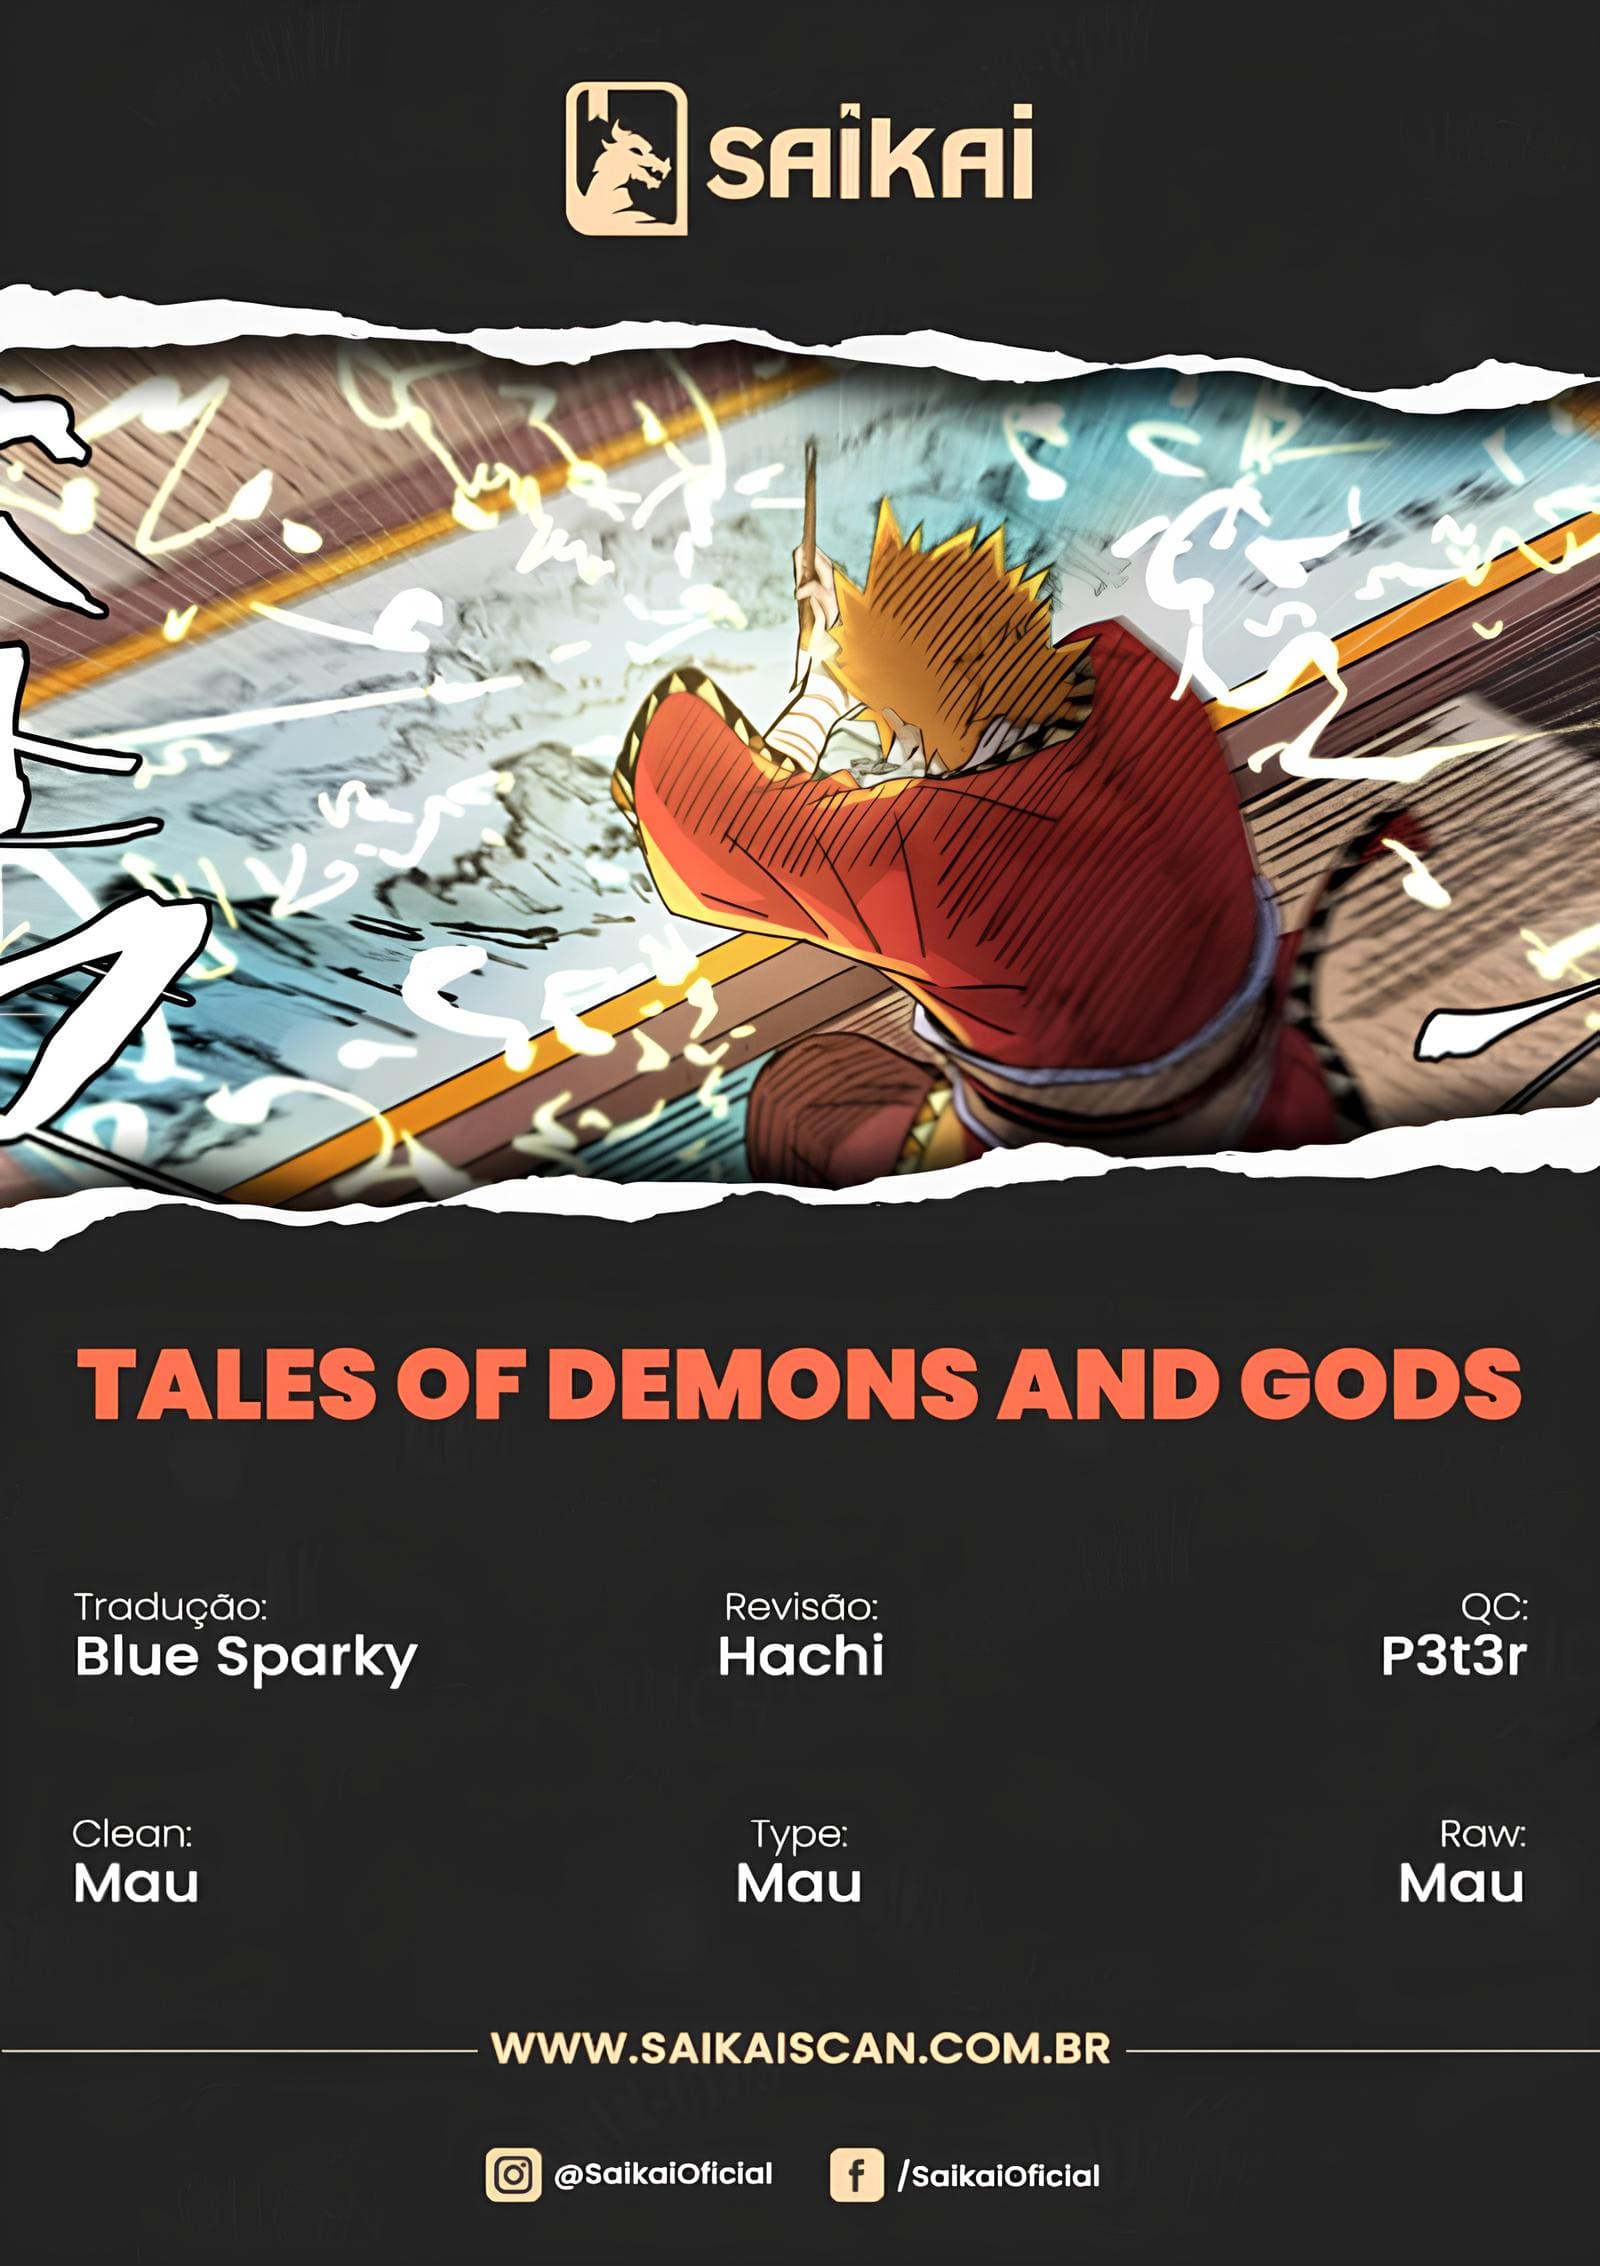 SAIKAI
TALES OF DEMONS AND GODS
Tradução:
Blue Sparky
Revisão:
Hachi
QC:
P3t3r
Clean:
Mau
Type:
Mau
Raw:
Mau
WWW.SAIKAISCAN.COM.BR
@SaikaiOficial
/SaikaiOficial